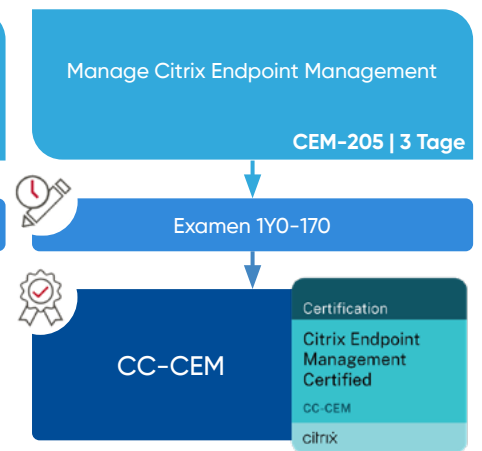 Manage Citrix Endpoint Management
CEM-205 | 3 Tage
Examen 1Y0-170
CC-CEM
Certification
Citrix Endpoint
Management
Certified
CC-CEM
citrix